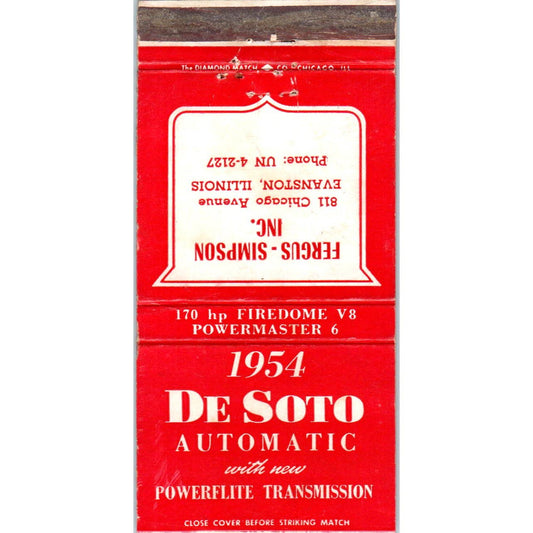 The DIAMOND MATCH CO. CHICAGO, ILL
FERGUS - SIMPSON
INC.
811 Chicago Avenue
EVANSTON, ILLINOIS
Phone: UN 4-2127
170 hp FIREDOME V8
POWERMASTER 6
1954
DE SOTO
AUTOMATIC
with new
POWERFLITE TRANSMISSION
CLOSE COVER BEFORE STRIKING MATCH